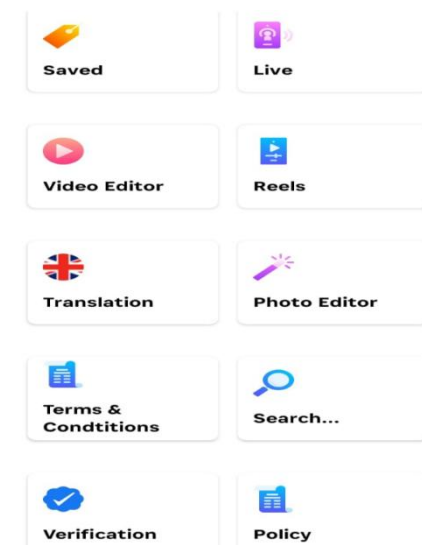 Saved
Live
Video Editor
Reels
Translation
Photo Editor
Terms &
Condtitions
Search...
Verification
Policy